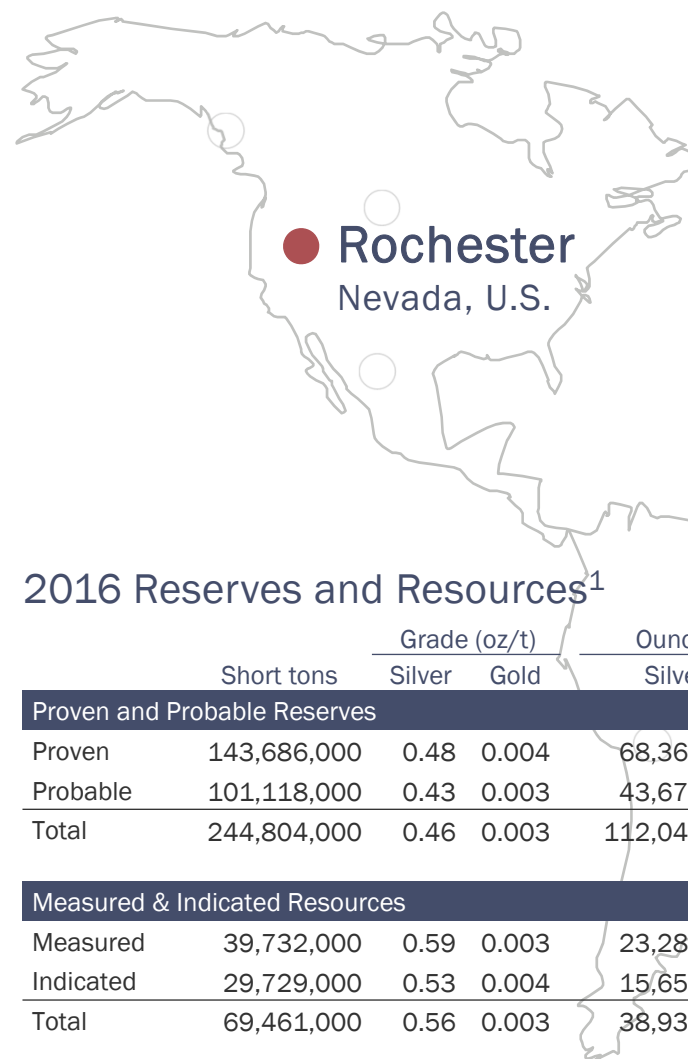 Rochester
Nevada, U.S.
2016 Reserves and Resources1
Grade (oz/t)
Short tons Silver Gold
Proven and Probable Reserves
Proven 143,686,000 0.48 0.004
Probable 101,118,000 0.43 0.003
Total 244,804,000 0.46 0.003
Measured & Indicated Resources
Measured 39,732,000 0.59 0.003
Indicated 29,729,000 0.53 0.004
Total 69,461,000 0.56 0.003